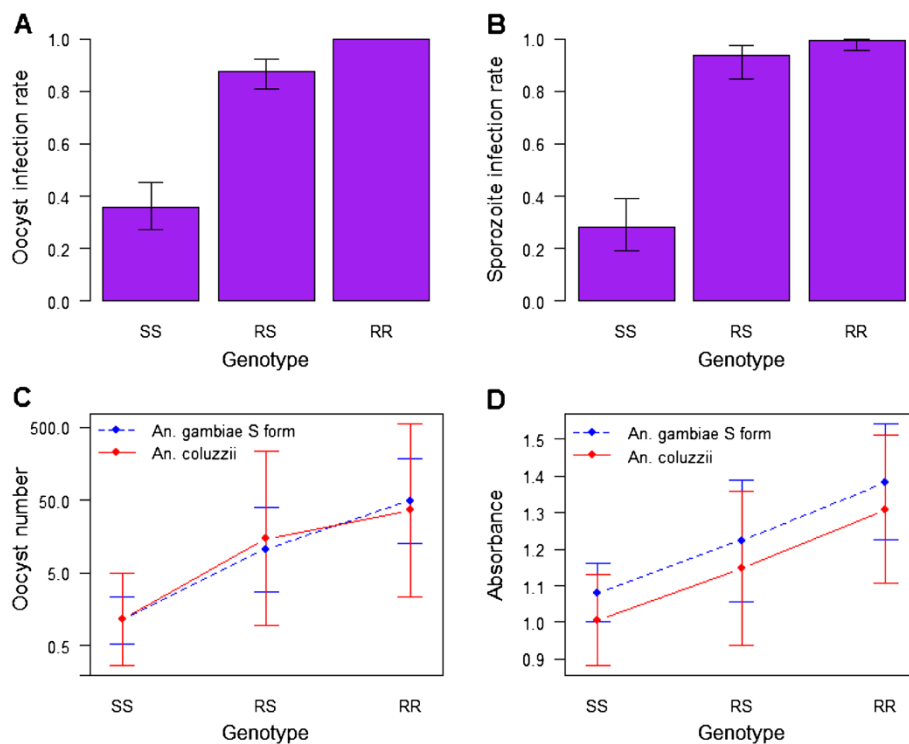 A
Oocyst infection rate
1.0
0.8
0.6
0.4
0.2
0.0
SS RS RR
Genotype
B
Sporozoite infection rate
1.0
0.8
0.6
0.4
0.2
0.0
SS RS RR
Genotype
C
Oocyst number
500.0
50.0
5.0
0.5
An. gambiae S form
An. coluzzii
SS RS RR
Genotype
D
Absorbance
1.5
1.4
1.3
1.2
1.1
1.0
0.9
An. gambiae S form
An. coluzzii
SS RS RR
Genotype